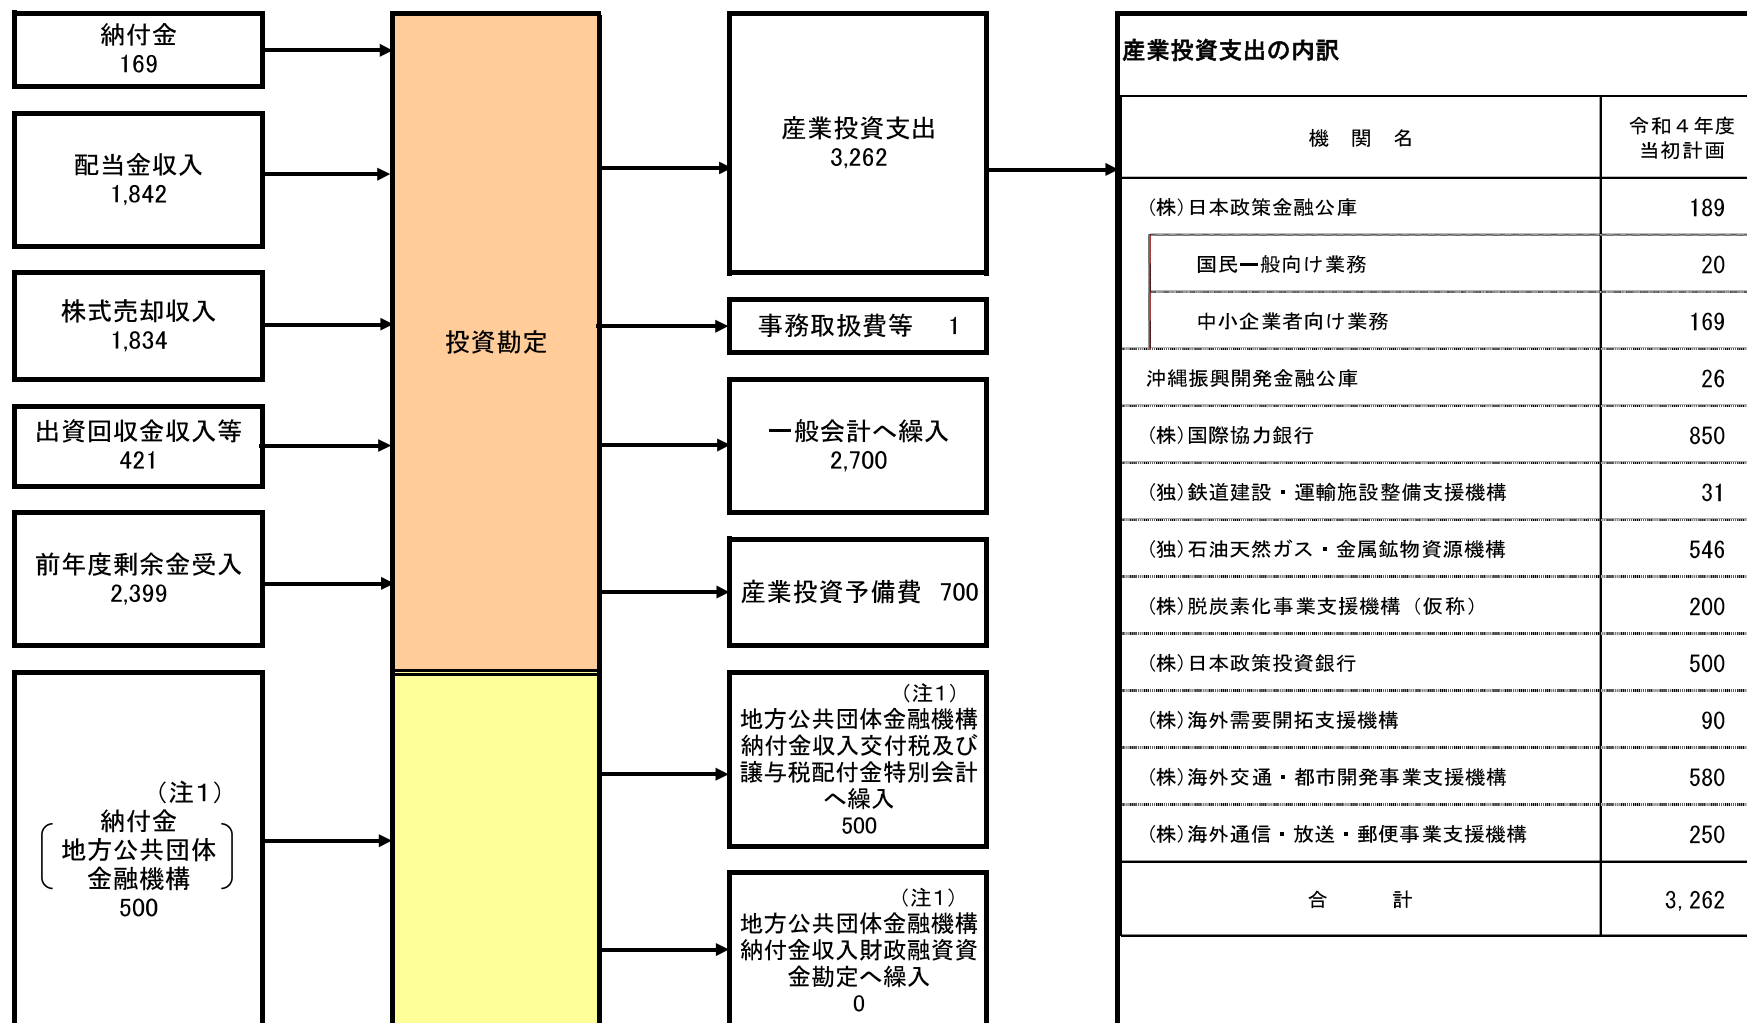 納付金
169
配当金収入
1,842
株式売却収入
1,834
出資回収金収入等
421
前年度剰余金受入
2,399
(注1)
納付金
地方公共団体
金融機構
500
投資勘定
産業投資支出
3,262
事務取扱費等 1
一般会計へ繰入
2,700
産業投資予備費 700
(注1)
地方公共団体金融機構
納付金収入交付税及び
譲与税配付金特別会計
へ繰入
500
(注1)
地方公共団体金融機構
納付金収入財政融資資
金勘定へ繰入
0
産業投資支出の内訳
機 関 名 令和4年度
当初計画
(株)日本政策金融公庫 189
国民一般向け業務 20
中小企業者向け業務 169
沖縄振興開発金融公庫 26
(株)国際協力銀行 850
(独)鉄道建設・運輸施設整備支援機構 31
(独)石油天然ガス・金属鉱物資源機構 546
(株)脱炭素化事業支援機構(仮称) 200
(株)日本政策投資銀行 500
(株)海外需要開拓支援機構 90
(株)海外交通・都市開発事業支援機構 580
(株)海外通信・放送・郵便事業支援機構 250
合 計 3,262